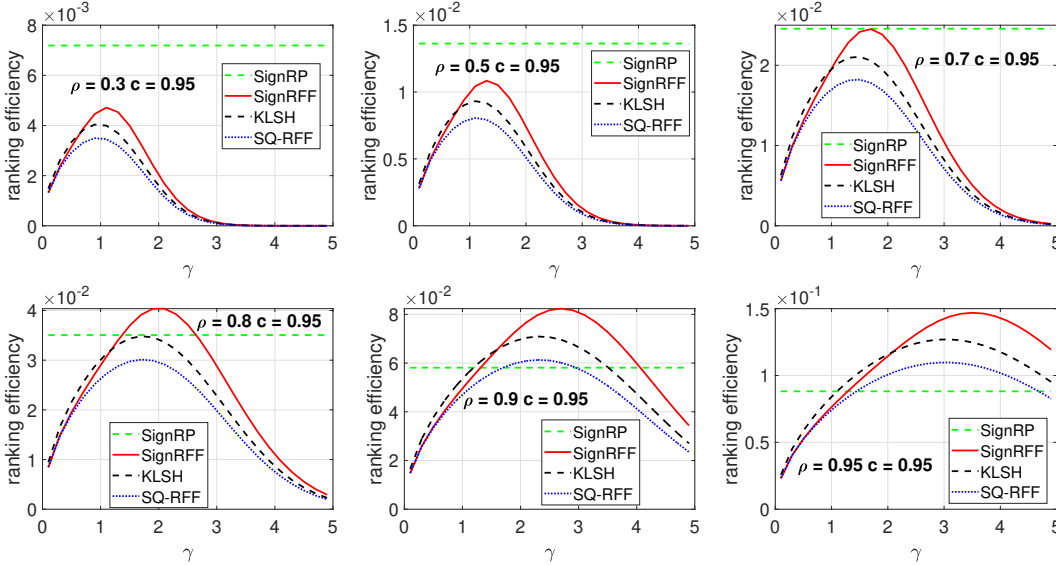 ×10⁻³
8
6
4
2
0
ranking efficiency
ρ = 0.3 c = 0.95
SignRP
SignRFF
KLSH
SQ-RFF
0 1 2 3 4 5
γ
×10⁻²
1.5
1
0.5
0
ranking efficiency
ρ = 0.5 c = 0.95
SignRP
SignRFF
KLSH
SQ-RFF
0 1 2 3 4 5
γ
×10⁻²
2
1
0
ranking efficiency
ρ = 0.7 c = 0.95
SignRP
SignRFF
KLSH
SQ-RFF
0 1 2 3 4 5
γ
×10⁻²
4
3
2
1
0
ranking efficiency
ρ = 0.8 c = 0.95
SignRP
SignRFF
KLSH
SQ-RFF
0 1 2 3 4 5
γ
×10⁻²
8
6
4
2
0
ranking efficiency
ρ = 0.9 c = 0.95
SignRP
SignRFF
KLSH
SQ-RFF
0 1 2 3 4 5
γ
×10⁻¹
1.5
1
0.5
0
ranking efficiency
ρ = 0.95 c = 0.95
SignRP
SignRFF
KLSH
SQ-RFF
0 1 2 3 4 5
γ